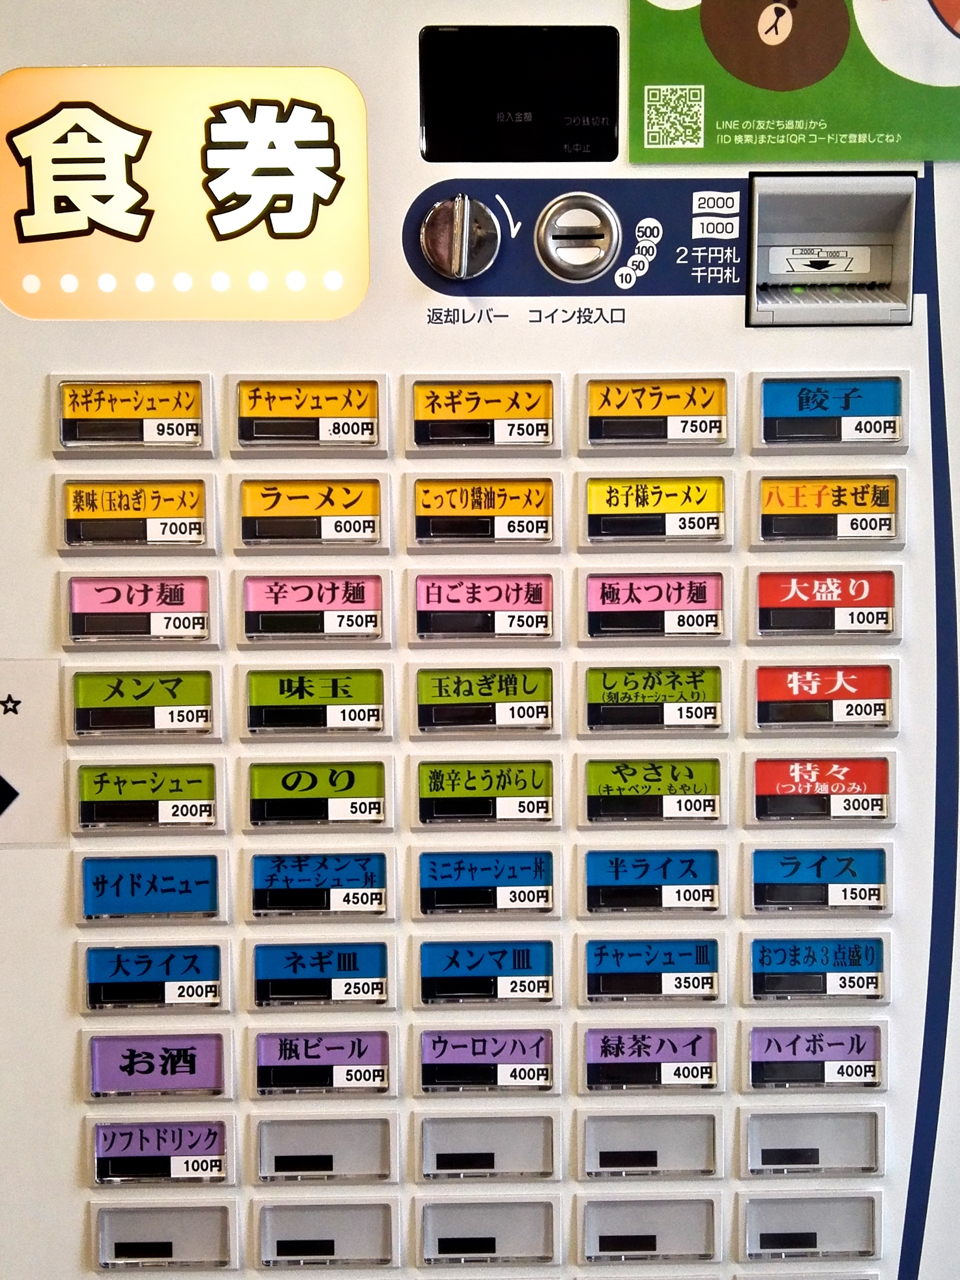 食券
投入金額
つり銭切れ
札中止
LINEの「友だち追加」から
「ID検索」または「QRコード」で登録してね♪
2000
1000
500
100
50
10
2千円札
千円札
2000 1000
返却レバー コイン投入口
ネギチャーシューメン 950円
チャーシューメン 800円
ネギラーメン 750円
メンマラーメン 750円
餃子 400円
薬味(玉ねぎ)ラーメン 700円
ラーメン 600円
こってり醤油ラーメン 650円
お子様ラーメン 350円
八王子まぜ麺 600円
つけ麺 700円
辛つけ麺 750円
白ごまつけ麺 750円
極太つけ麺 800円
大盛り 100円
☆
メンマ 150円
味玉 100円
玉ねぎ増し 100円
しらがネギ
(刻みチャーシュー入り)
150円
特大 200円
チャーシュー 200円
のり 50円
激辛とうがらし 50円
やさい
(キャベツ・もやし)
100円
特々
(つけ麺のみ)
300円
サイドメニュー
ネギメンマ
チャーシュー丼
450円
ミニチャーシュー丼 300円
半ライス 100円
ライス 150円
大ライス 200円
ネギ皿 250円
メンマ皿 250円
チャーシュー皿 350円
おつまみ3点盛り 350円
お酒
瓶ビール 500円
ウーロンハイ 400円
緑茶ハイ 400円
ハイボール 400円
ソフトドリンク 100円